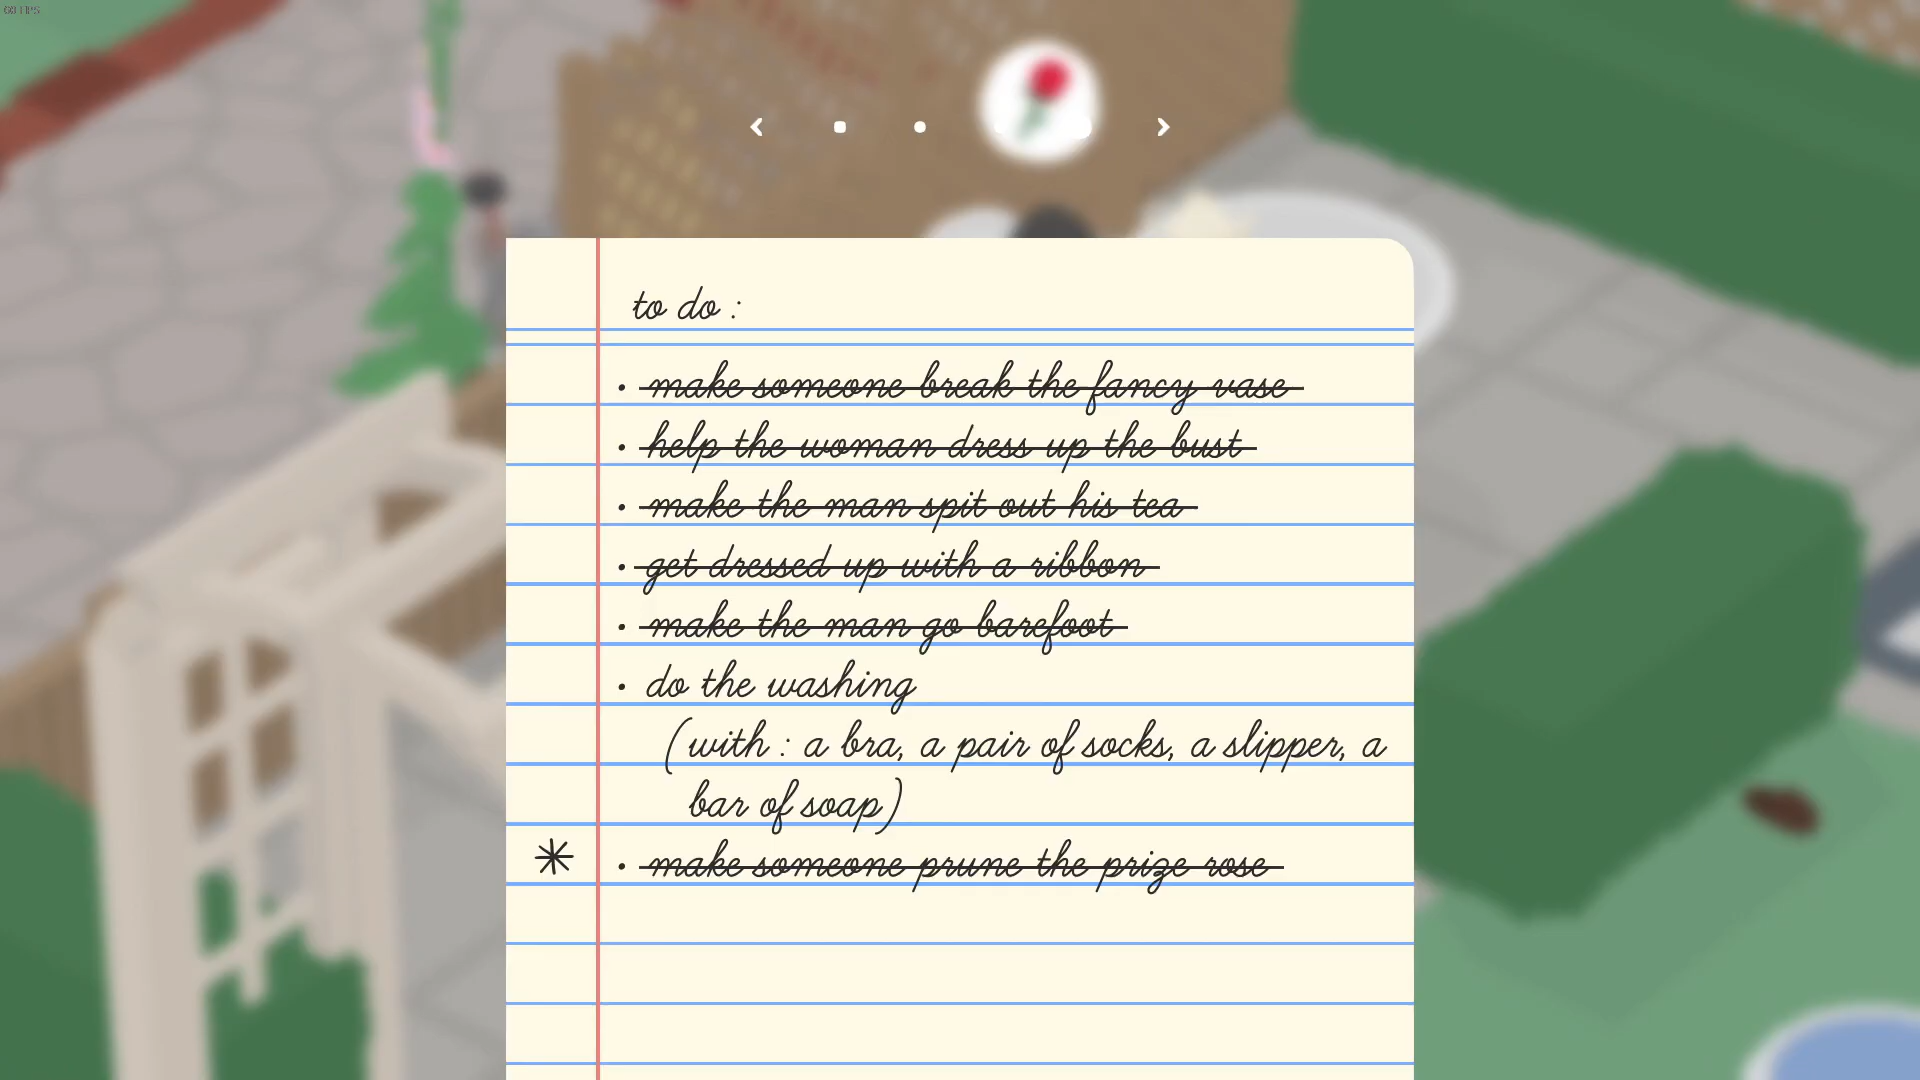 60 FPS
to do :
• make someone break the fancy vase
• help the woman dress up the bust
• make the man spit out his tea
• get dressed up with a ribbon
• make the man go barefoot
• do the washing
(with : a bra, a pair of socks, a slipper, a
bar of soap)
• make someone prune the prize rose